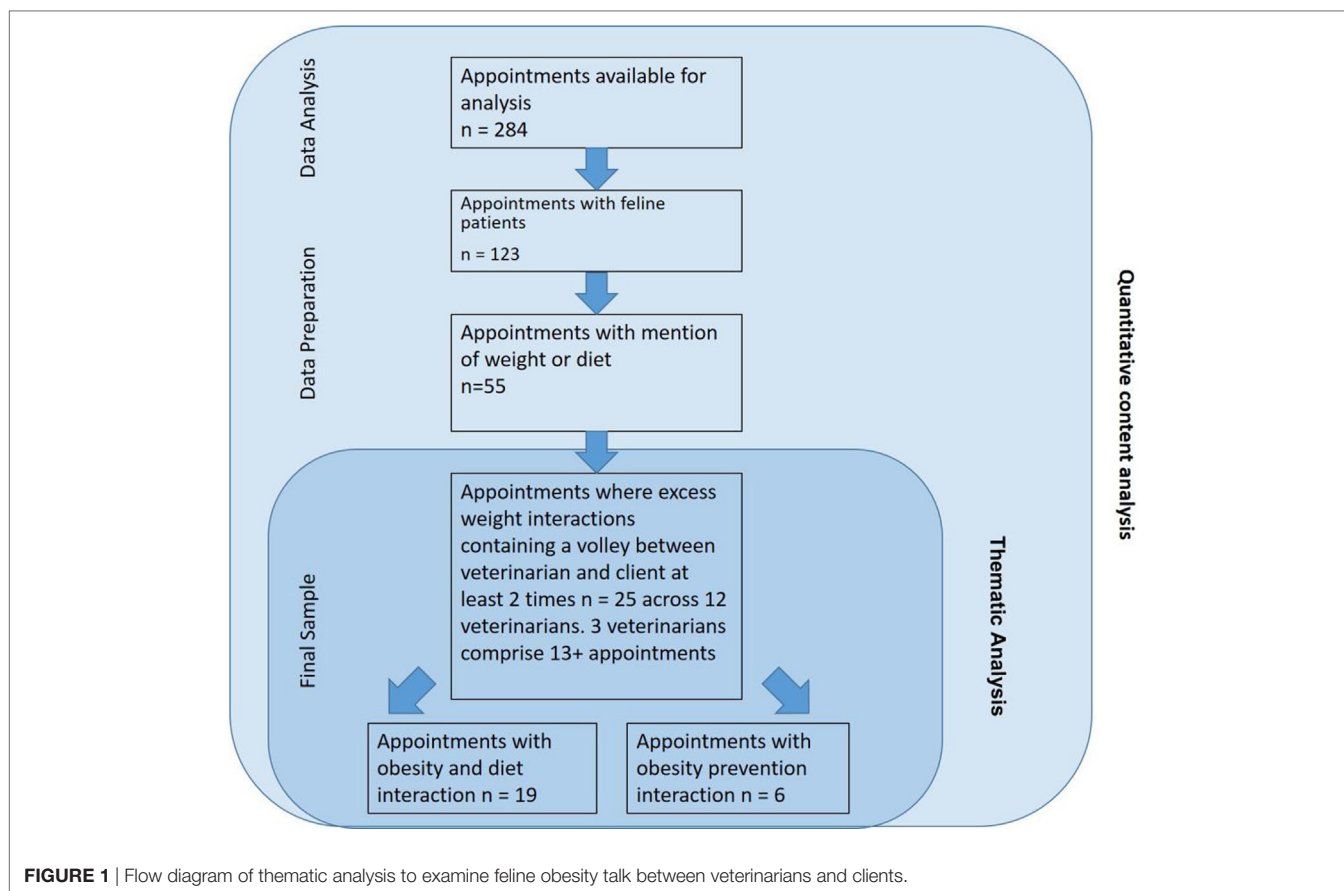 Data Analysis
Appointments available for
analysis
n = 284
Data Preparation
Appointments with feline
patients
n = 123
Appointments with mention
of weight or diet
n=55
Quantitative content analysis
Final Sample
Appointments where excess
weight interactions
containing a volley between
veterinarian and client at
least 2 times n = 25 across 12
veterinarians. 3 veterinarians
comprise 13+ appointments
Thematic Analysis
Appointments with
obesity and diet
interaction n = 19
Appointments with
obesity prevention
interaction n = 6
FIGURE 1 | Flow diagram of thematic analysis to examine feline obesity talk between veterinarians and clients.